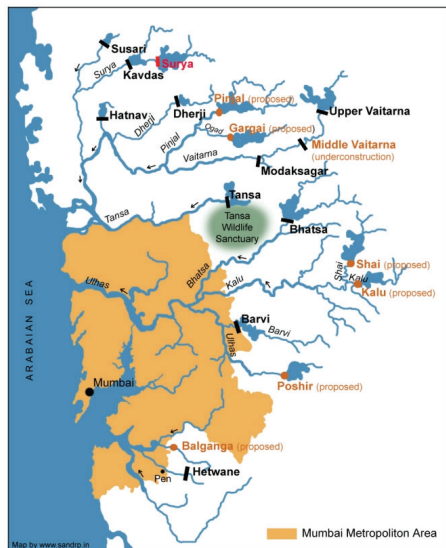 Susari
Surya
Surya
Kavdas
Hatnav
Dherji
Dherji
Pinjal (proposed)
Upper Vaitarna
Ogad
Gargai (proposed)
Pinjal
Middle Vaitarna
(underconstruction)
Vaitarna
Modaksagar
Tansa
Tansa
Tansa
Wildlife
Sanctuary
Bhatsa
Bhatsa
Shai
Shai (proposed)
Kalu
Kalu (proposed)
Kalu
Ulhas
ARABAIAN SEA
Barvi
Barvi
Ulhas
Mumbai
Poshir (proposed)
Balganga (proposed)
Pen
Hetwane
Map by www.sandrp.in
Mumbai Metropoliton Area